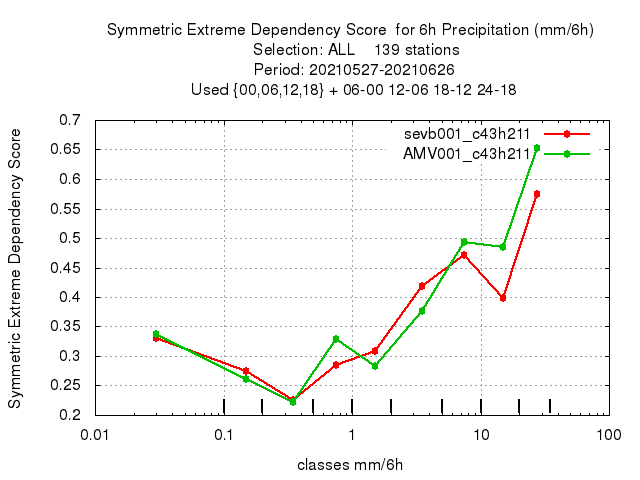 Symmetric Extreme Dependency Score  for 6h Precipitation (mm/6h)
Selection: ALL    139 stations
Period: 20210527-20210626
Used {00,06,12,18} + 06-00 12-06 18-12 24-18
Symmetric Extreme Dependency Score
0.7
0.65
0.6
0.55
0.5
0.45
0.4
0.35
0.3
0.25
0.2
sevb001_c43h211
AMV001_c43h211
0.01
0.1
1
10
100
classes mm/6h